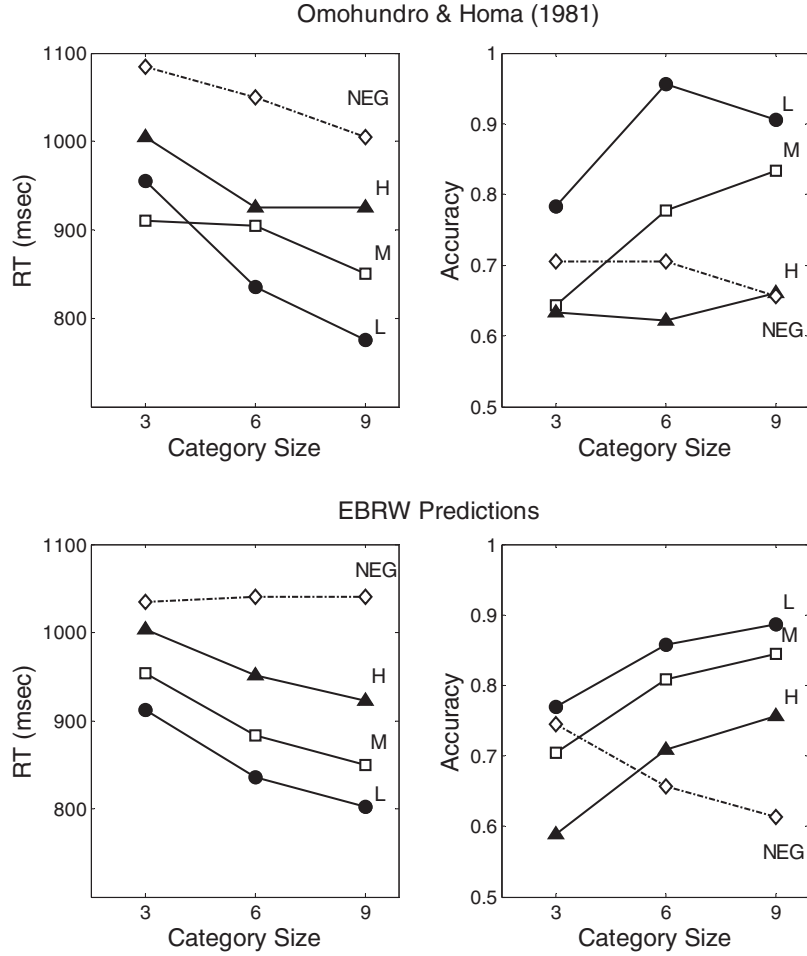 Omohundro & Homa (1981)
1100
1000
900
800
RT (msec)
NEG
H
M
L
3 6 9
Category Size
1
0.9
0.8
0.7
0.6
0.5
Accuracy
L
M
H
NEG
3 6 9
Category Size
EBRW Predictions
1100
1000
900
800
RT (msec)
NEG
H
M
L
3 6 9
Category Size
1
0.9
0.8
0.7
0.6
0.5
Accuracy
L
M
H
NEG
3 6 9
Category Size